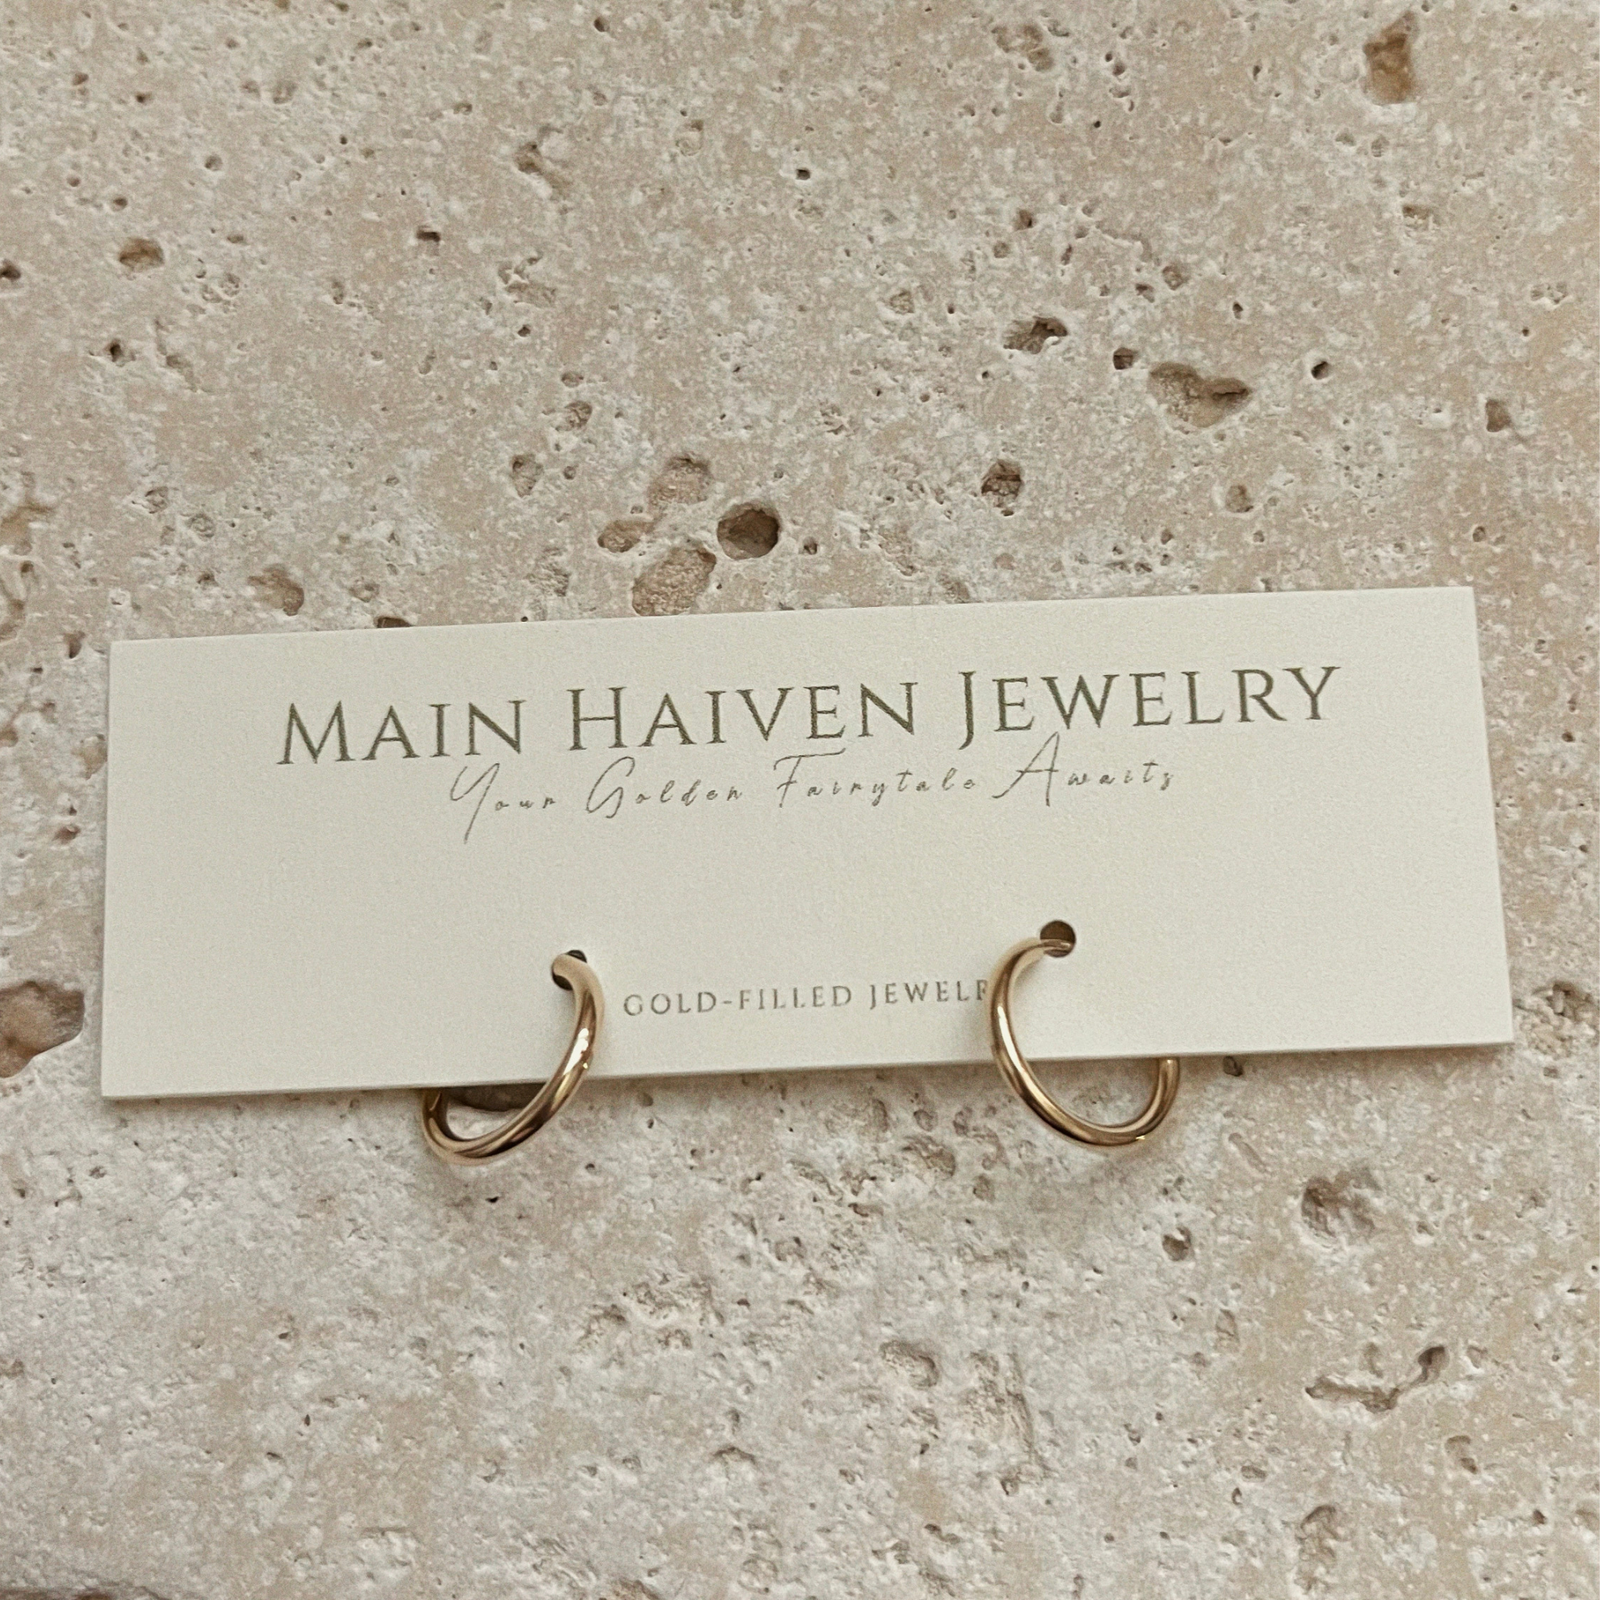 MAIN HAIVEN JEWELRY
Your Golden Fairytale Awaits
GOLD-FILLED JEWELR